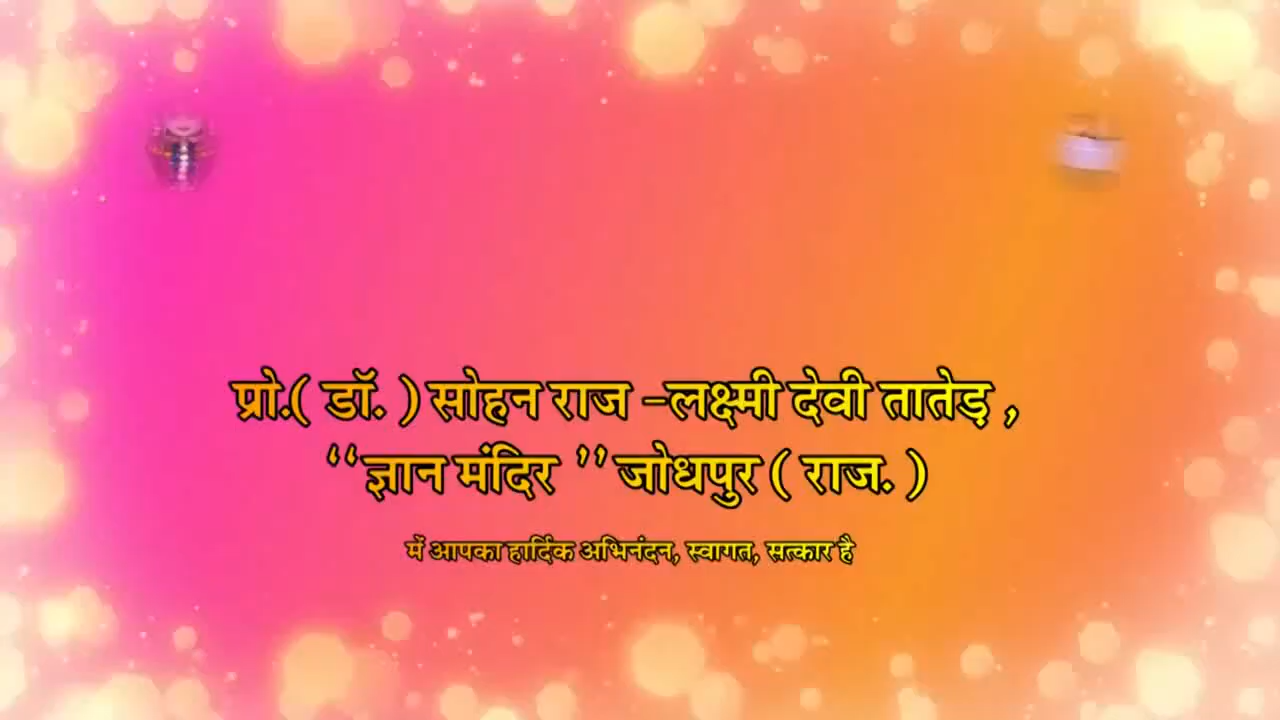 प्रो.( डॉ. ) सोहन राज -लक्ष्मी देवी तातेड़ ,
‘‘ज्ञान मंदिर ’’ जोधपुर ( राज. )
में आपका हार्दिक अभिनंदन, स्वागत, सत्कार है